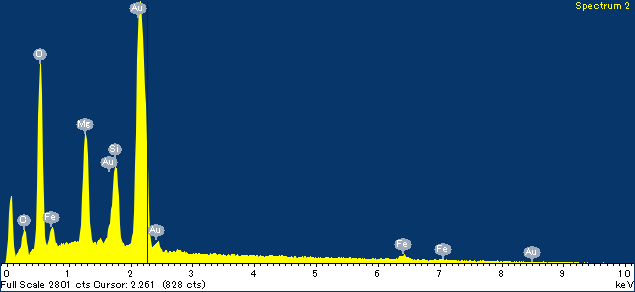 Spectrum 2
Au
O
Mg
Si
Au
C
Fe
Au
Fe
Fe
Au
0 1 2 3 4 5 6 7 8 9 10
Full Scale 2801 cts Cursor: 2.261 (828 cts) keV